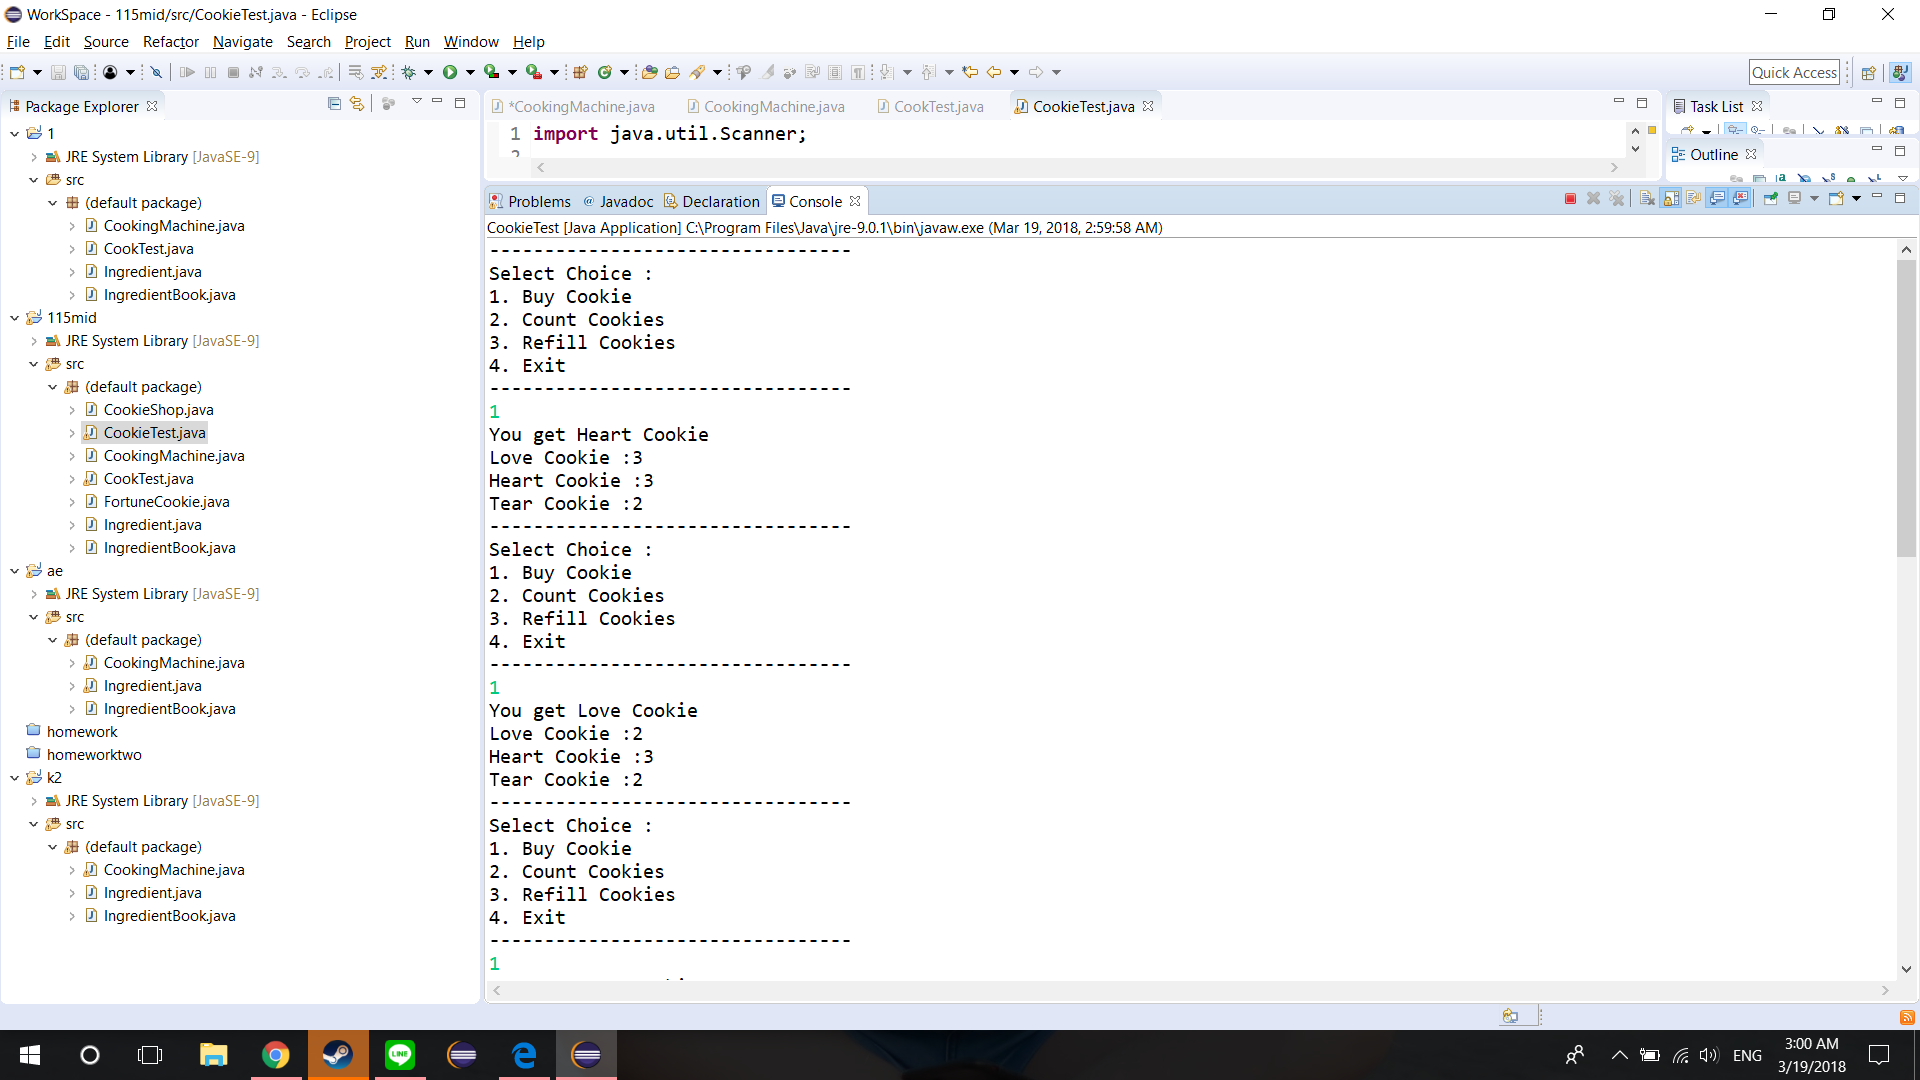 WorkSpace - 115mid/src/CookieTest.java - Eclipse
File Edit Source Refactor Navigate Search Project Run Window Help
Quick Access
Package Explorer
1
JRE System Library [JavaSE-9]
src
(default package)
CookingMachine.java
CookTest.java
Ingredient.java
IngredientBook.java
115mid
JRE System Library [JavaSE-9]
src
(default package)
CookieShop.java
CookieTest.java
CookingMachine.java
CookTest.java
FortuneCookie.java
Ingredient.java
IngredientBook.java
ae
JRE System Library [JavaSE-9]
src
(default package)
CookingMachine.java
Ingredient.java
IngredientBook.java
homework
homeworktwo
k2
JRE System Library [JavaSE-9]
src
(default package)
CookingMachine.java
Ingredient.java
IngredientBook.java
*CookingMachine.java CookingMachine.java CookTest.java CookieTest.java
1 import java.util.Scanner;
Task List
Outline
Problems @ Javadoc Declaration Console
CookieTest [Java Application] C:\Program Files\Java\jre-9.0.1\bin\javaw.exe (Mar 19, 2018, 2:59:58 AM)
---------------------------------
Select Choice :
1. Buy Cookie
2. Count Cookies
3. Refill Cookies
4. Exit
---------------------------------
1
You get Heart Cookie
Love Cookie :3
Heart Cookie :3
Tear Cookie :2
---------------------------------
Select Choice :
1. Buy Cookie
2. Count Cookies
3. Refill Cookies
4. Exit
---------------------------------
1
You get Love Cookie
Love Cookie :2
Heart Cookie :3
Tear Cookie :2
---------------------------------
Select Choice :
1. Buy Cookie
2. Count Cookies
3. Refill Cookies
4. Exit
---------------------------------
1
LINE
ENG
3:00 AM
3/19/2018